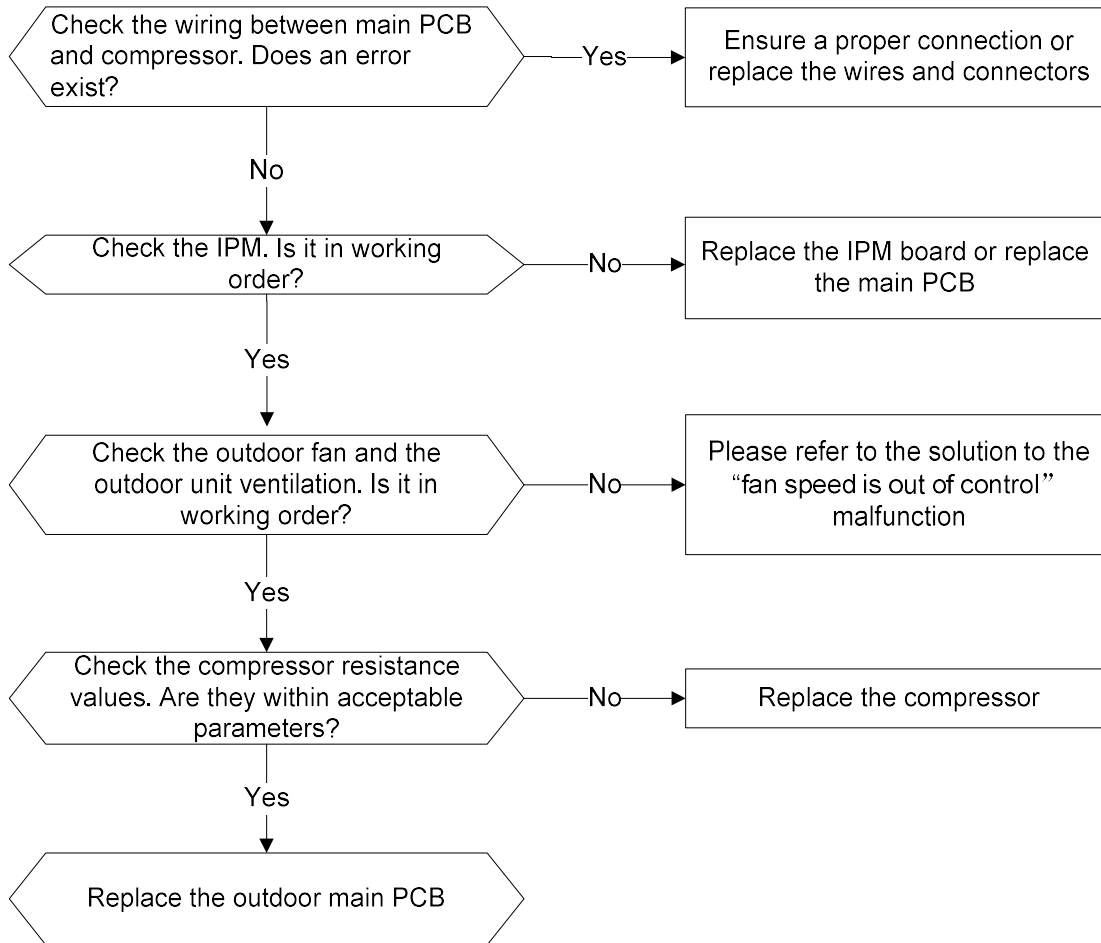 Check the wiring between main PCB
and compressor. Does an error
exist?
Yes
Ensure a proper connection or
replace the wires and connectors
No
Check the IPM. Is it in working
order?
No
Replace the IPM board or replace
the main PCB
Yes
Check the outdoor fan and the
outdoor unit ventilation. Is it in
working order?
No
Please refer to the solution to the
“fan speed is out of control”
malfunction
Yes
Check the compressor resistance
values. Are they within acceptable
parameters?
No
Replace the compressor
Yes
Replace the outdoor main PCB